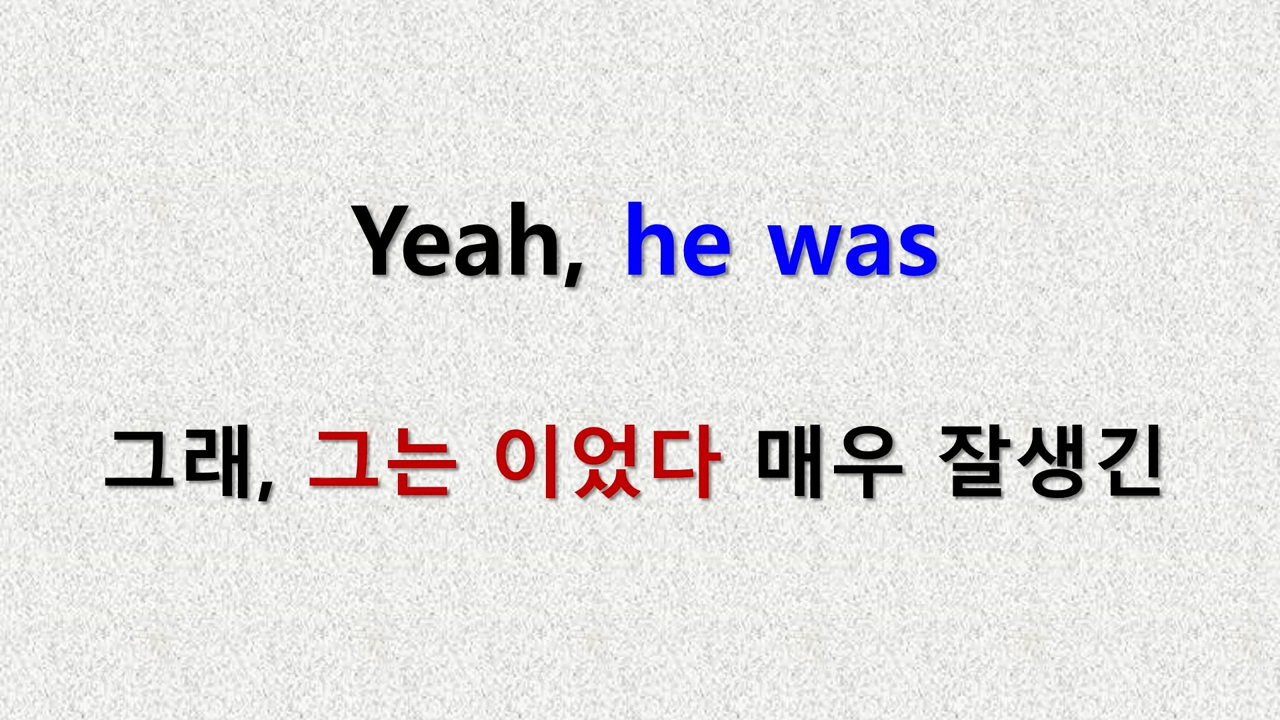 Yeah, he was
그래, 그는 이었다 매우 잘생긴